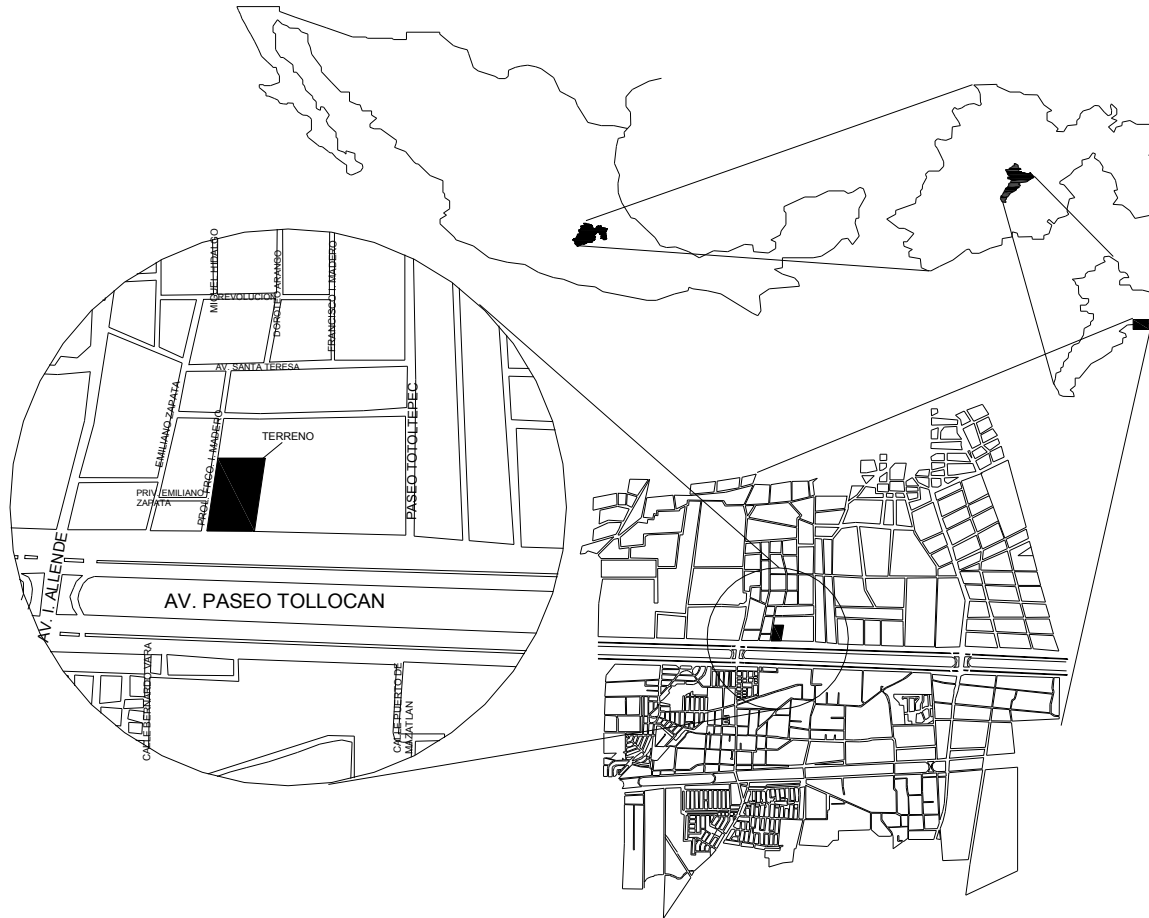 MIGUEL HIDALGO
REVOLUCION
DOROTEO ARANGO
FRANCISCO I. MADERO
AV. SANTA TERESA
EMILIANO ZAPATA
PASEO TOTOLTEPEC
TERRENO
PROL. FRCO. I. MADERO
PRIV. EMILIANO
ZAPATA
AV. I. ALLENDE
AV. PASEO TOLLOCAN
CALLE BERNARDO VARA
CALLE PUERTO DE
MAZATLAN